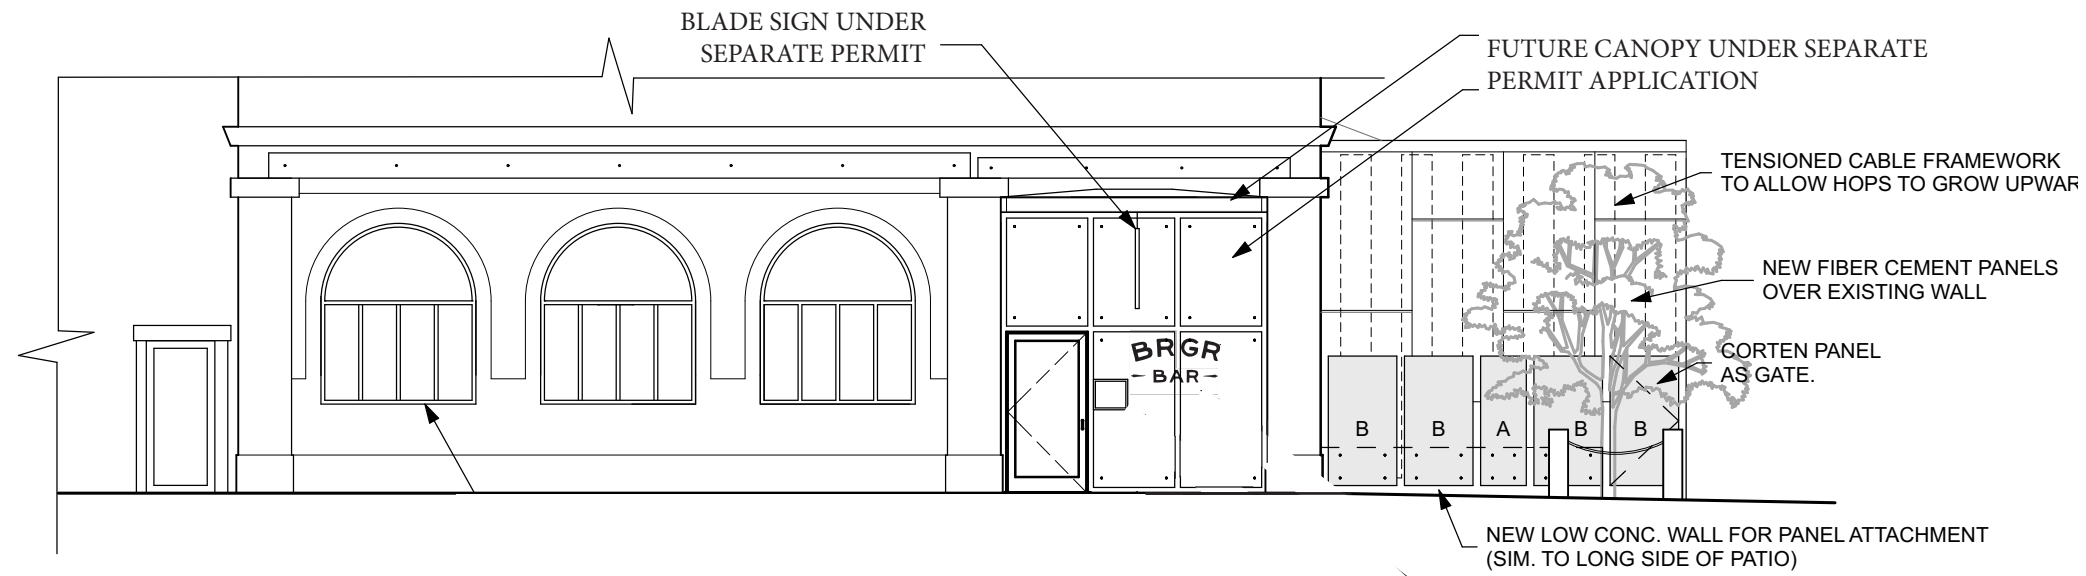 BLADE SIGN UNDER
SEPARATE PERMIT
FUTURE CANOPY UNDER SEPARATE
PERMIT APPLICATION
TENSIONED CABLE FRAMEWORK
TO ALLOW HOPS TO GROW UPWAR
NEW FIBER CEMENT PANELS
OVER EXISTING WALL
CORTEN PANEL
AS GATE.
BRGR
BAR
B B A B B
NEW LOW CONC. WALL FOR PANEL ATTACHMENT
(SIM. TO LONG SIDE OF PATIO)